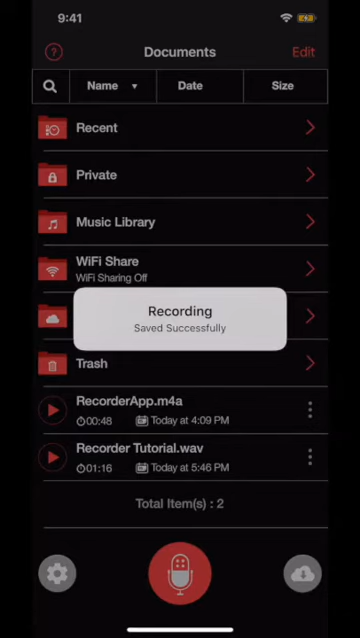 9:41
?
Documents
Edit
Name ▼
Date
Size
Recent
Private
Music Library
WiFi Share
WiFi Sharing Off
Recording
Saved Successfully
Trash
RecorderApp.m4a
00:48
Today at 4:09 PM
Recorder Tutorial.wav
01:16
Today at 5:46 PM
Total Item(s) : 2